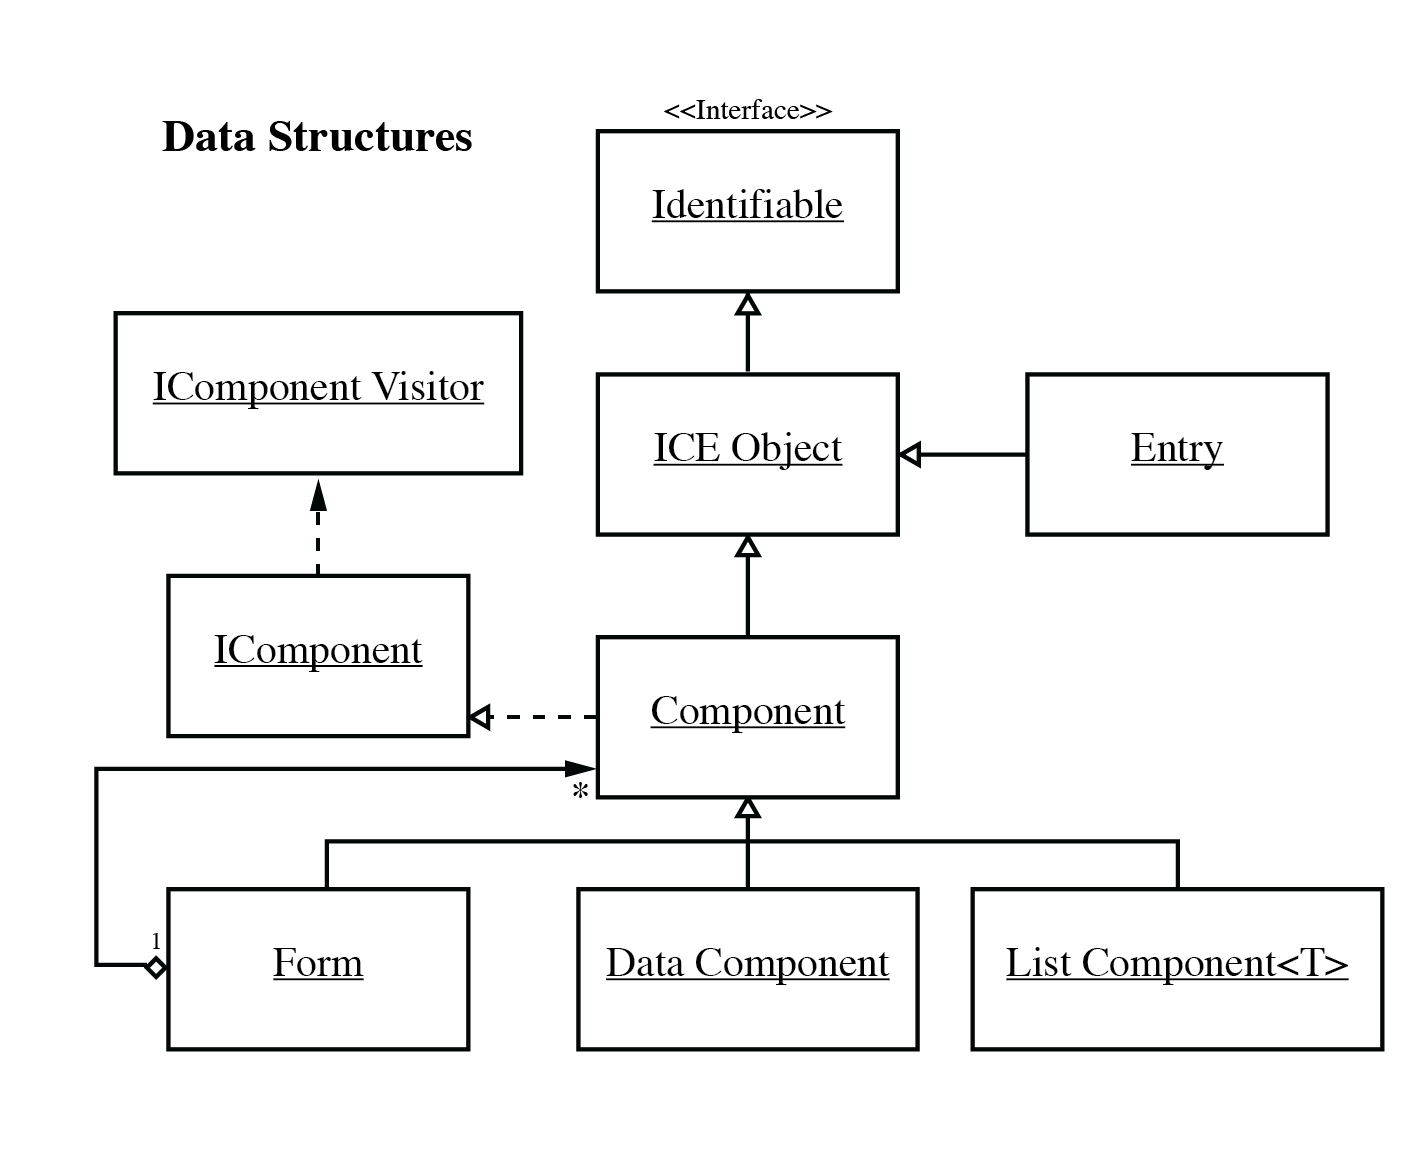 Data Structures
<<Interface>>
Identifiable
IComponent Visitor
ICE Object
Entry
IComponent
Component
*
1
Form
Data Component
List Component<T>